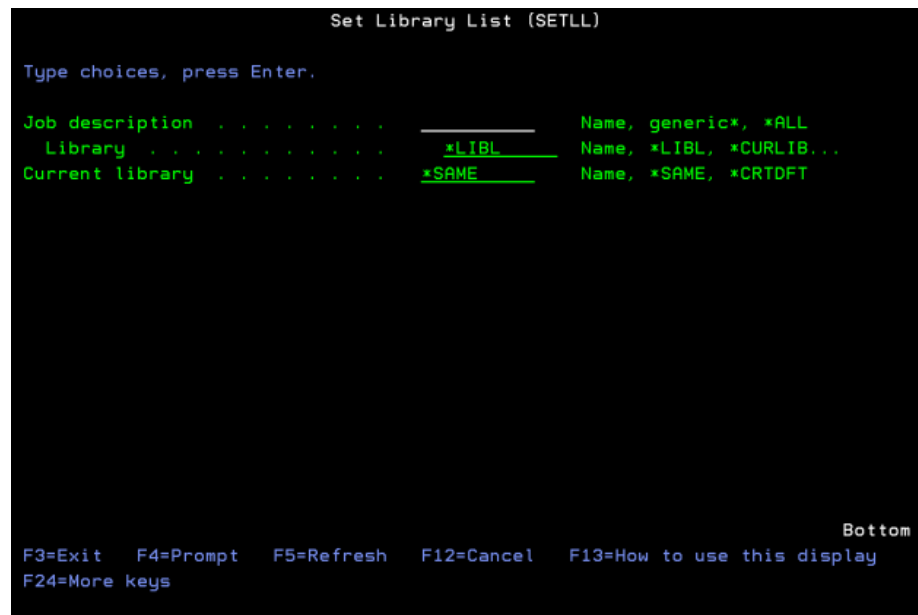 Set Library List (SETLL)
Type choices, press Enter.
Job description . . . . . . . . __________ Name, generic*, *ALL
Library . . . . . . . . . . . *LIBL Name, *LIBL, *CURLIB...
Current library . . . . . . . . *SAME Name, *SAME, *CRTDFT
Bottom
F3=Exit F4=Prompt F5=Refresh F12=Cancel F13=How to use this display
F24=More keys